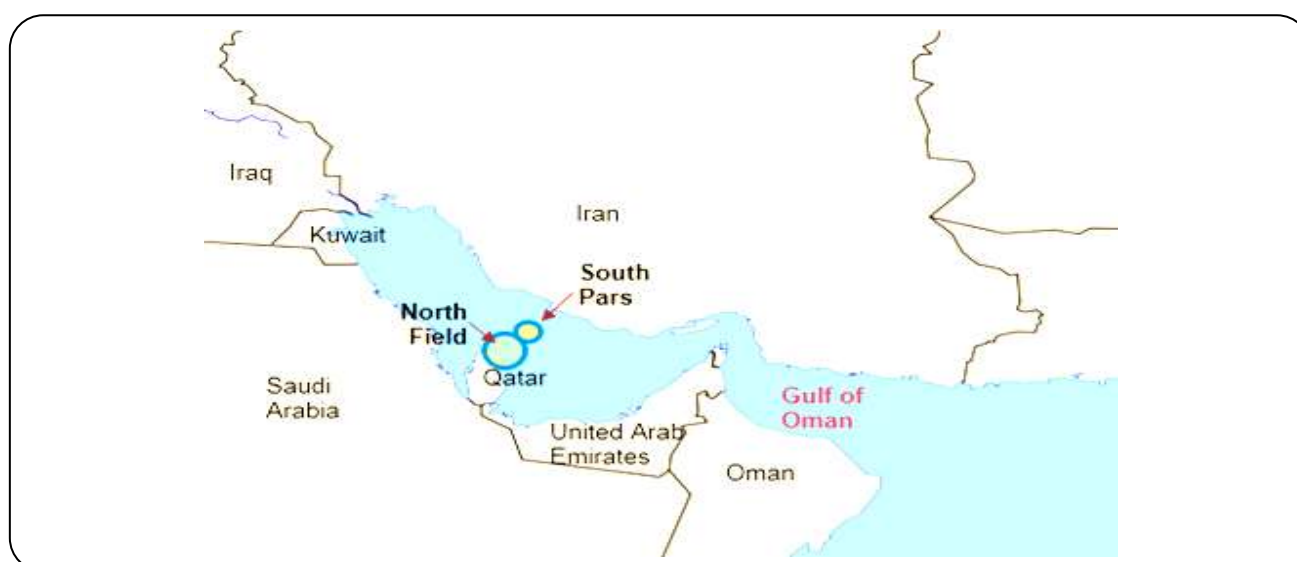 Iraq
Iran
Kuwait
South
Pars
North
Field
Qatar
Saudi
Arabia
Gulf of
Oman
United Arab
Emirates
Oman